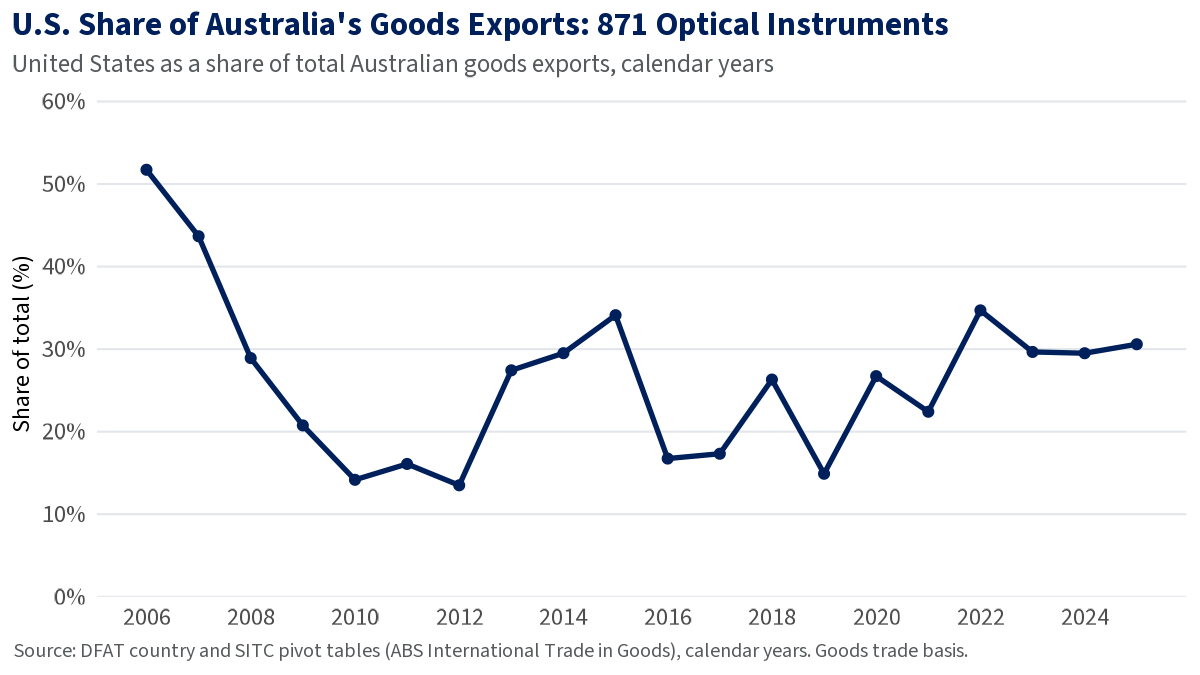 U.S. Share of Australia's Goods Exports: 871 Optical Instruments
United States as a share of total Australian goods exports, calendar years
Share of total (%)
60%
50%
40%
30%
20%
10%
0%
2006 2008 2010 2012 2014 2016 2018 2020 2022 2024
Source: DFAT country and SITC pivot tables (ABS International Trade in Goods), calendar years. Goods trade basis.